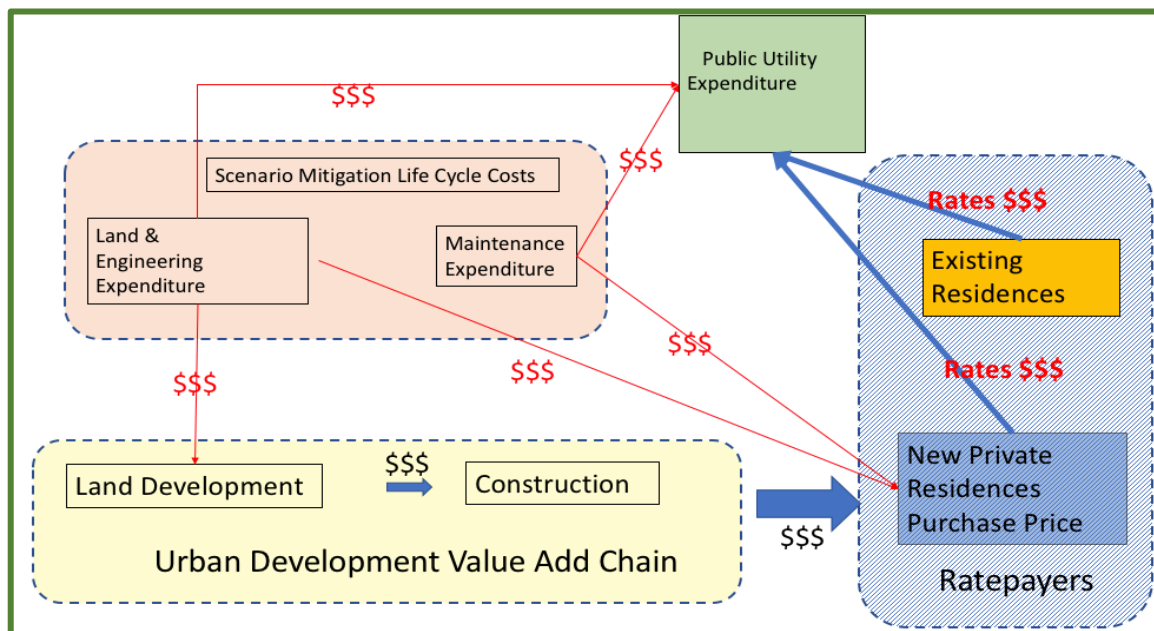 Public Utility
Expenditure
$$$
$$$
Scenario Mitigation Life Cycle Costs
Rates $$$
Land &
Engineering
Expenditure
Maintenance
Expenditure
Existing
Residences
$$$
$$$
$$$
Rates $$$
Land Development
$$$
Construction
New Private
Residences
Purchase Price
$$$
Urban Development Value Add Chain
Ratepayers